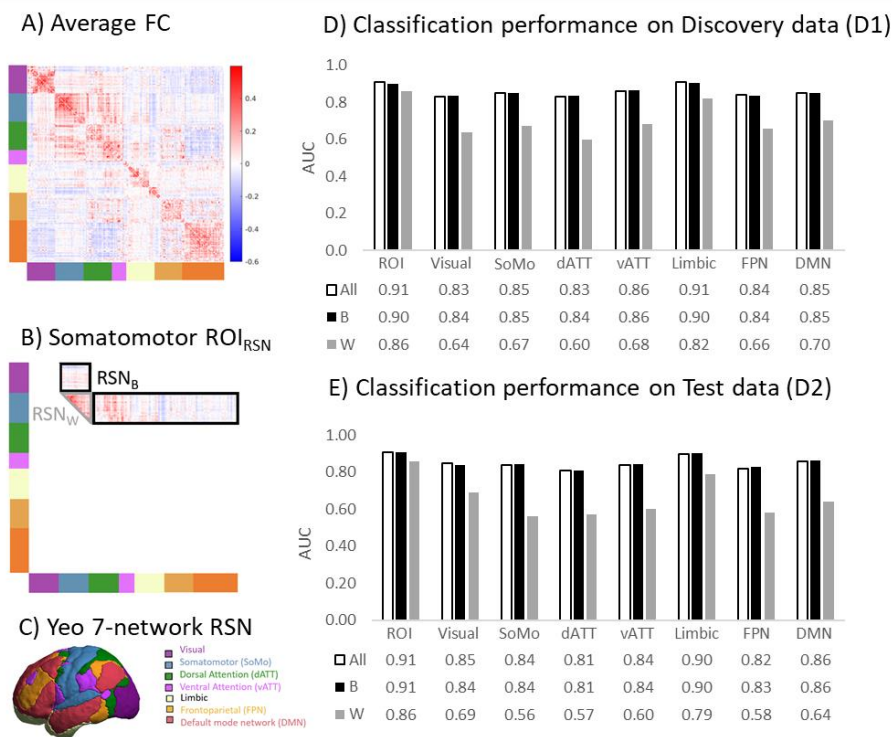 A) Average FC
0.4
0.2
0
-0.2
-0.4
-0.6
B) Somatomotor ROI_RSN
RSN_B
RSN_W
C) Yeo 7-network RSN
Visual
Somatomotor (SoMo)
Dorsal Attention (dATT)
Ventral Attention (vATT)
Limbic
Frontoparietal (FPN)
Default mode network (DMN)
D) Classification performance on Discovery data (D1)
AUC
1.0
0.8
0.6
0.4
0.2
0.0
ROI Visual SoMo dATT vATT Limbic FPN DMN
All 0.91 0.83 0.85 0.83 0.86 0.91 0.84 0.85
B 0.90 0.84 0.85 0.84 0.86 0.90 0.84 0.85
W 0.86 0.64 0.67 0.60 0.68 0.82 0.66 0.70
E) Classification performance on Test data (D2)
AUC
1.00
0.80
0.60
0.40
0.20
0.00
ROI Visual SoMo dATT vATT Limbic FPN DMN
All 0.91 0.85 0.84 0.81 0.84 0.90 0.82 0.86
B 0.91 0.84 0.84 0.81 0.84 0.90 0.83 0.86
W 0.86 0.69 0.56 0.57 0.60 0.79 0.58 0.64